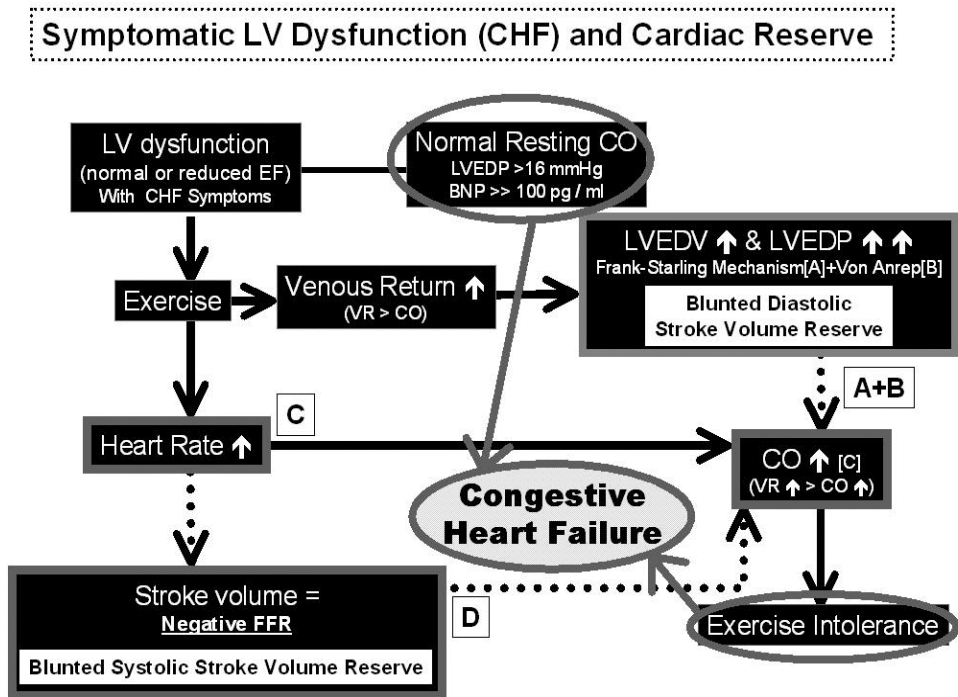 Symptomatic LV Dysfunction (CHF) and Cardiac Reserve
LV dysfunction
(normal or reduced EF)
With CHF Symptoms
Normal Resting CO
LVEDP >16 mmHg
BNP >> 100 pg / ml
LVEDV ↑ & LVEDP ↑ ↑
Frank-Starling Mechanism[A]+Von Anrep[B]
Blunted Diastolic
Stroke Volume Reserve
Exercise
Venous Return ↑
(VR > CO)
A+B
C
Heart Rate ↑
CO ↑ [C]
(VR ↑ > CO ↑)
Congestive
Heart Failure
Stroke volume =
Negative FFR
Blunted Systolic Stroke Volume Reserve
D
Exercise Intolerance